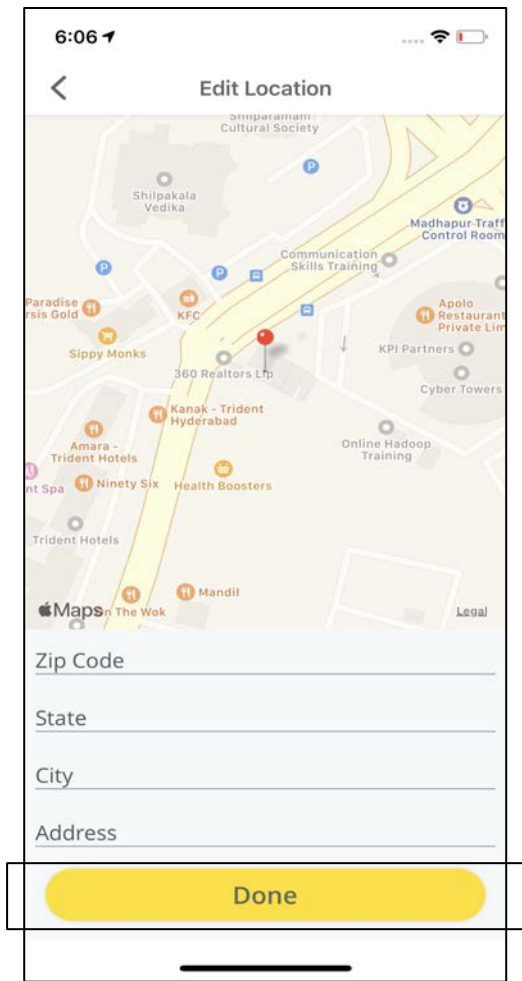 6:06
Edit Location
Shilparamam
Cultural Society
P
Shilpakala
Vedika
Madhapur Traff
Control Room
Communication
Skills Training
P
P
Paradise
rsis Gold
KFC
Apolo
Restaurant
Private Lim
Sippy Monks
KPI Partners
360 Realtors Llp
Cyber Towers
Kanak - Trident
Hyderabad
Amara -
Trident Hotels
Online Hadoop
Training
nt Spa
Ninety Six
Health Boosters
Trident Hotels
Mandil
Maps
n The Wok
Legal
Zip Code
State
City
Address
Done